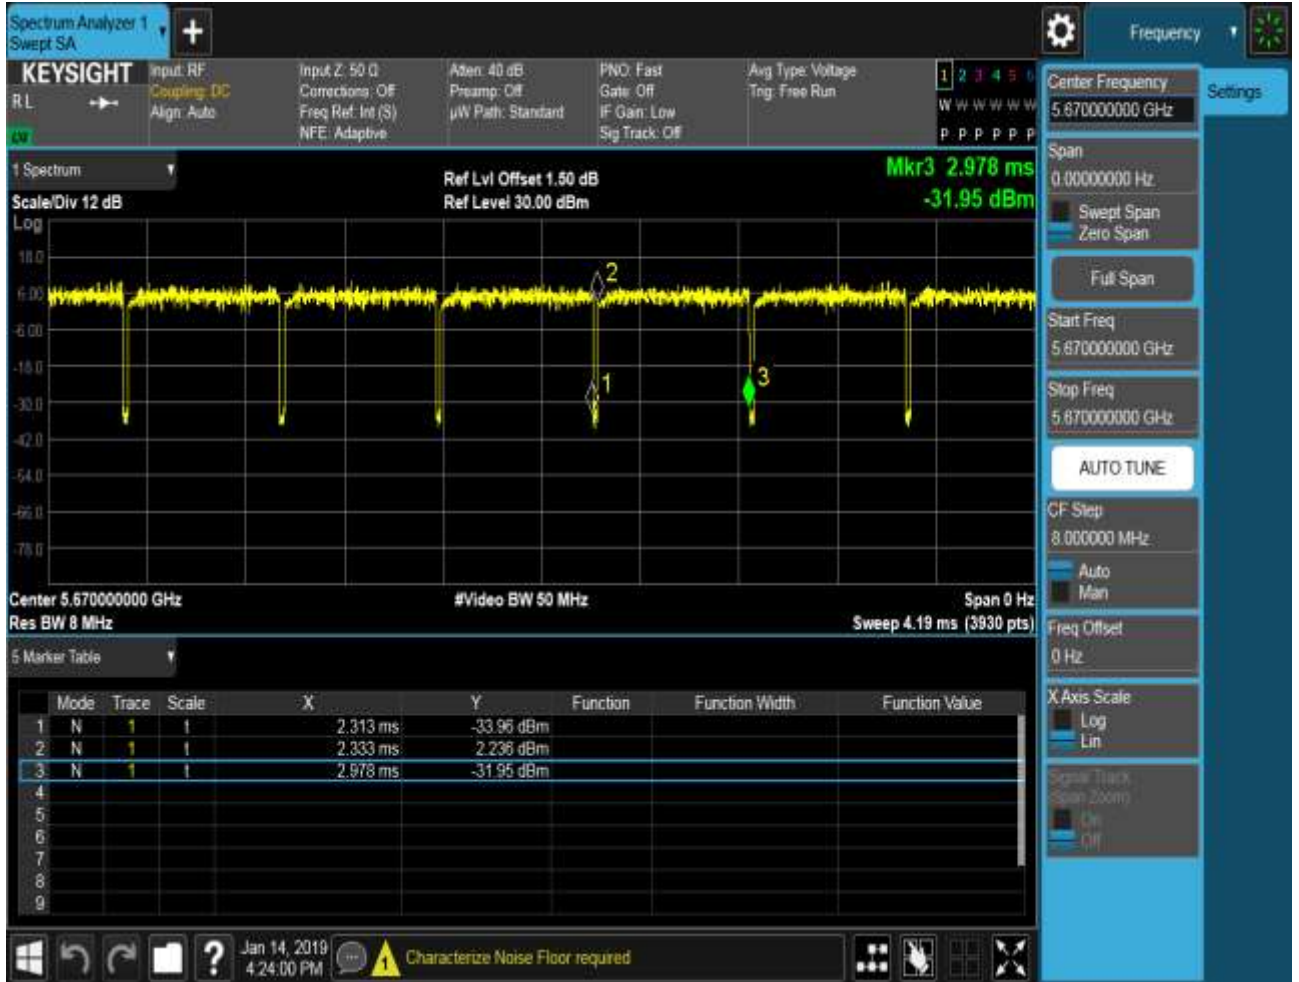 Spectrum Analyzer 1
Swept SA
Frequency
KEYSIGHT
R L
Input: RF
Coupling: DC
Align: Auto
Input Z: 50 Ω
Corrections: Off
Freq Ref: Int (S)
NFE: Adaptive
Atten: 40 dB
Preamp: Off
µW Path: Standard
PNO: Fast
Gate: Off
IF Gain: Low
Sig Track: Off
Avg Type: Voltage
Trig: Free Run
1 2 3 4 5 6
W W W W W W
P P P P P P
1 Spectrum
Scale/Div 12 dB
Ref Lvl Offset 1.50 dB
Ref Level 30.00 dBm
Mkr3 2.978 ms
-31.95 dBm
Log
18.0
6.00
-6.00
-18.0
-30.0
-42.0
-54.0
-66.0
-78.0
2
1
3
Center 5.670000000 GHz
#Video BW 50 MHz
Span 0 Hz
Res BW 8 MHz
Sweep 4.19 ms (3930 pts)
5 Marker Table
Mode Trace Scale X Y Function Function Width Function Value
1 N 1 t 2.313 ms -33.96 dBm
2 N 1 t 2.333 ms 2.236 dBm
3 N 1 t 2.978 ms -31.95 dBm
4
5
6
7
8
9
Jan 14, 2019
4:24:00 PM
?
1
Characterize Noise Floor required
Center Frequency
5.670000000 GHz
Settings
Span
0.00000000 Hz
Swept Span
Zero Span
Full Span
Start Freq
5.670000000 GHz
Stop Freq
5.670000000 GHz
AUTO TUNE
CF Step
8.000000 MHz
Auto
Man
Freq Offset
0 Hz
X Axis Scale
Log
Lin
Signal Track
(Span Zoom)
On
Off